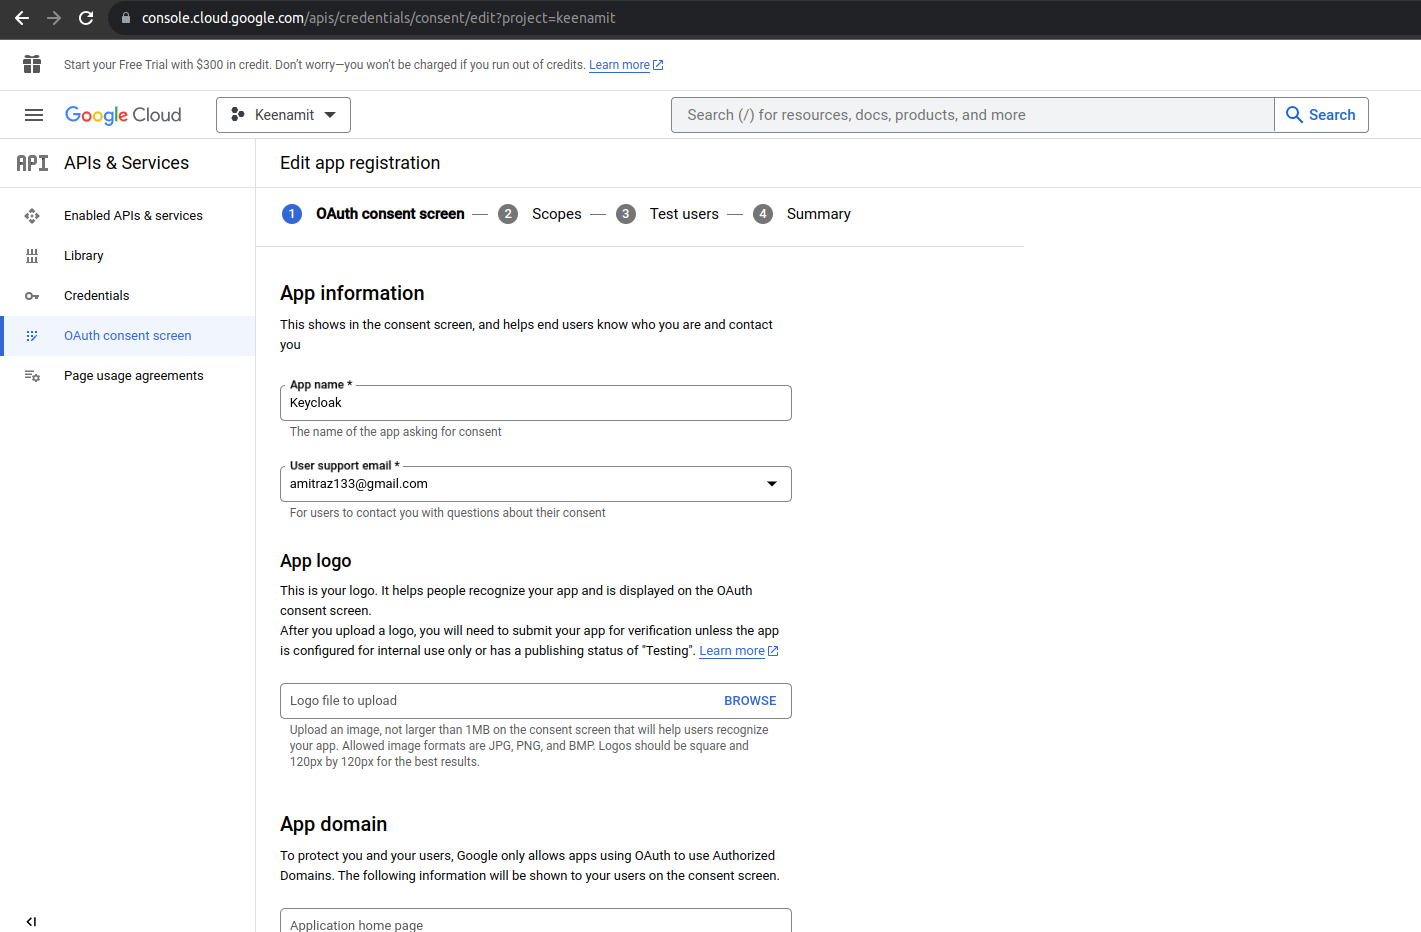 console.cloud.google.com/apis/credentials/consent/edit?project=keenamit
Start your Free Trial with $300 in credit. Don't worry—you won't be charged if you run out of credits. Learn more
Google Cloud
Keenamit
Search (/) for resources, docs, products, and more
Search
API
APIs & Services
Edit app registration
Enabled APIs & services
Library
Credentials
OAuth consent screen
Page usage agreements
1 OAuth consent screen — 2 Scopes — 3 Test users — 4 Summary
App information
This shows in the consent screen, and helps end users know who you are and contact
you
App name *
Keycloak
The name of the app asking for consent
User support email *
amitraz133@gmail.com
For users to contact you with questions about their consent
App logo
This is your logo. It helps people recognize your app and is displayed on the OAuth
consent screen.
After you upload a logo, you will need to submit your app for verification unless the app
is configured for internal use only or has a publishing status of "Testing". Learn more
Logo file to upload
BROWSE
Upload an image, not larger than 1MB on the consent screen that will help users recognize
your app. Allowed image formats are JPG, PNG, and BMP. Logos should be square and
120px by 120px for the best results.
App domain
To protect you and your users, Google only allows apps using OAuth to use Authorized
Domains. The following information will be shown to your users on the consent screen.
Application home page